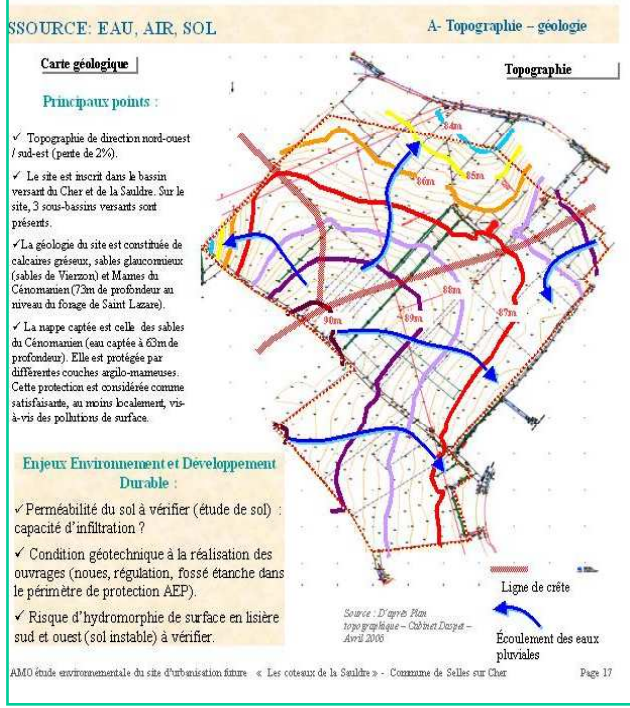 SSOURCE: EAU, AIR, SOL
A- Topographie – géologie
Carte géologique
Topographie
Principaux points :
✓ Topographie de direction nord-ouest
/ sud-est (pente de 2%).
✓ Le site est inscrit dans le bassin
versant du Cher et de la Sauldre. Sur le
site, 3 sous-bassins versants sont
présents.
✓La géologie du site est constituée de
calcaires gréseux, sables glauconieux
(sables de Vierzon) et Marnes du
Cénomanien (73m de profondeur au
niveau du forage de Saint Lazare).
✓ La nappe captée est celle des sables
du Cénomanien (eau captée à 63m de
profondeur). Elle est protégée par
différentes couches argilo-marneuses.
Cette protection est considérée comme
satisfaisante, au moins localement, vis-
à-vis des pollutions de surface.
84m
85m
86m
88m
87m
90m
89m
Enjeux Environnement et Développement
Durable :
✓Perméabilité du sol à vérifier (étude de sol) :
capacité d'infiltration ?
✓ Condition géotechnique à la réalisation des
ouvrages (noues, régulation, fossé étanche dans
le périmètre de protection AEP).
✓ Risque d'hydromorphie de surface en lisière
sud et ouest (sol instable) à vérifier.
Source : D'après Plan
topographique – Cabinet Daspet –
Avril 2006
Ligne de crête
Écoulement des eaux
pluviales
AMO étude environnementale du site d'urbanisation future « Les coteaux de la Sauldre » - Commune de Selles sur Cher
Page 17